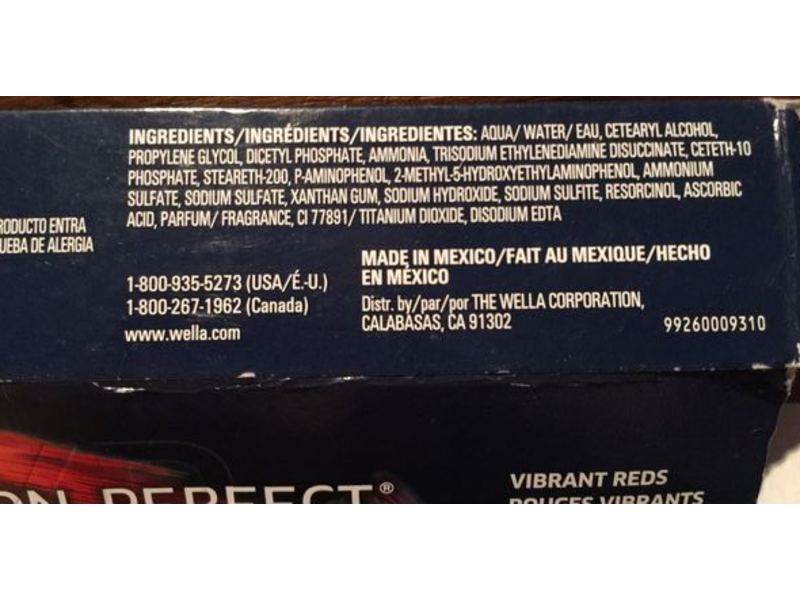 INGREDIENTS/INGRÉDIENTS/INGREDIENTES: AQUA/ WATER/ EAU, CETEARYL ALCOHOL,
PROPYLENE GLYCOL, DICETYL PHOSPHATE, AMMONIA, TRISODIUM ETHYLENEDIAMINE DISUCCINATE, CETETH-10
PHOSPHATE, STEARETH-200, P-AMINOPHENOL, 2-METHYL-5-HYDROXYETHYLAMINOPHENOL, AMMONIUM
SULFATE, SODIUM SULFATE, XANTHAN GUM, SODIUM HYDROXIDE, SODIUM SULFITE, RESORCINOL, ASCORBIC
ACID, PARFUM/ FRAGRANCE, CI 77891/ TITANIUM DIOXIDE, DISODIUM EDTA
RODUCTO ENTRA
UEBA DE ALERGIA
1-800-935-5273 (USA/É.-U.)
1-800-267-1962 (Canada)
www.wella.com
MADE IN MEXICO/FAIT AU MEXIQUE/HECHO
EN MÉXICO
Distr. by/par/por THE WELLA CORPORATION,
CALABASAS, CA 91302
99260009310
ON PERFECT®
VIBRANT REDS
ROUGES VIBRANTS